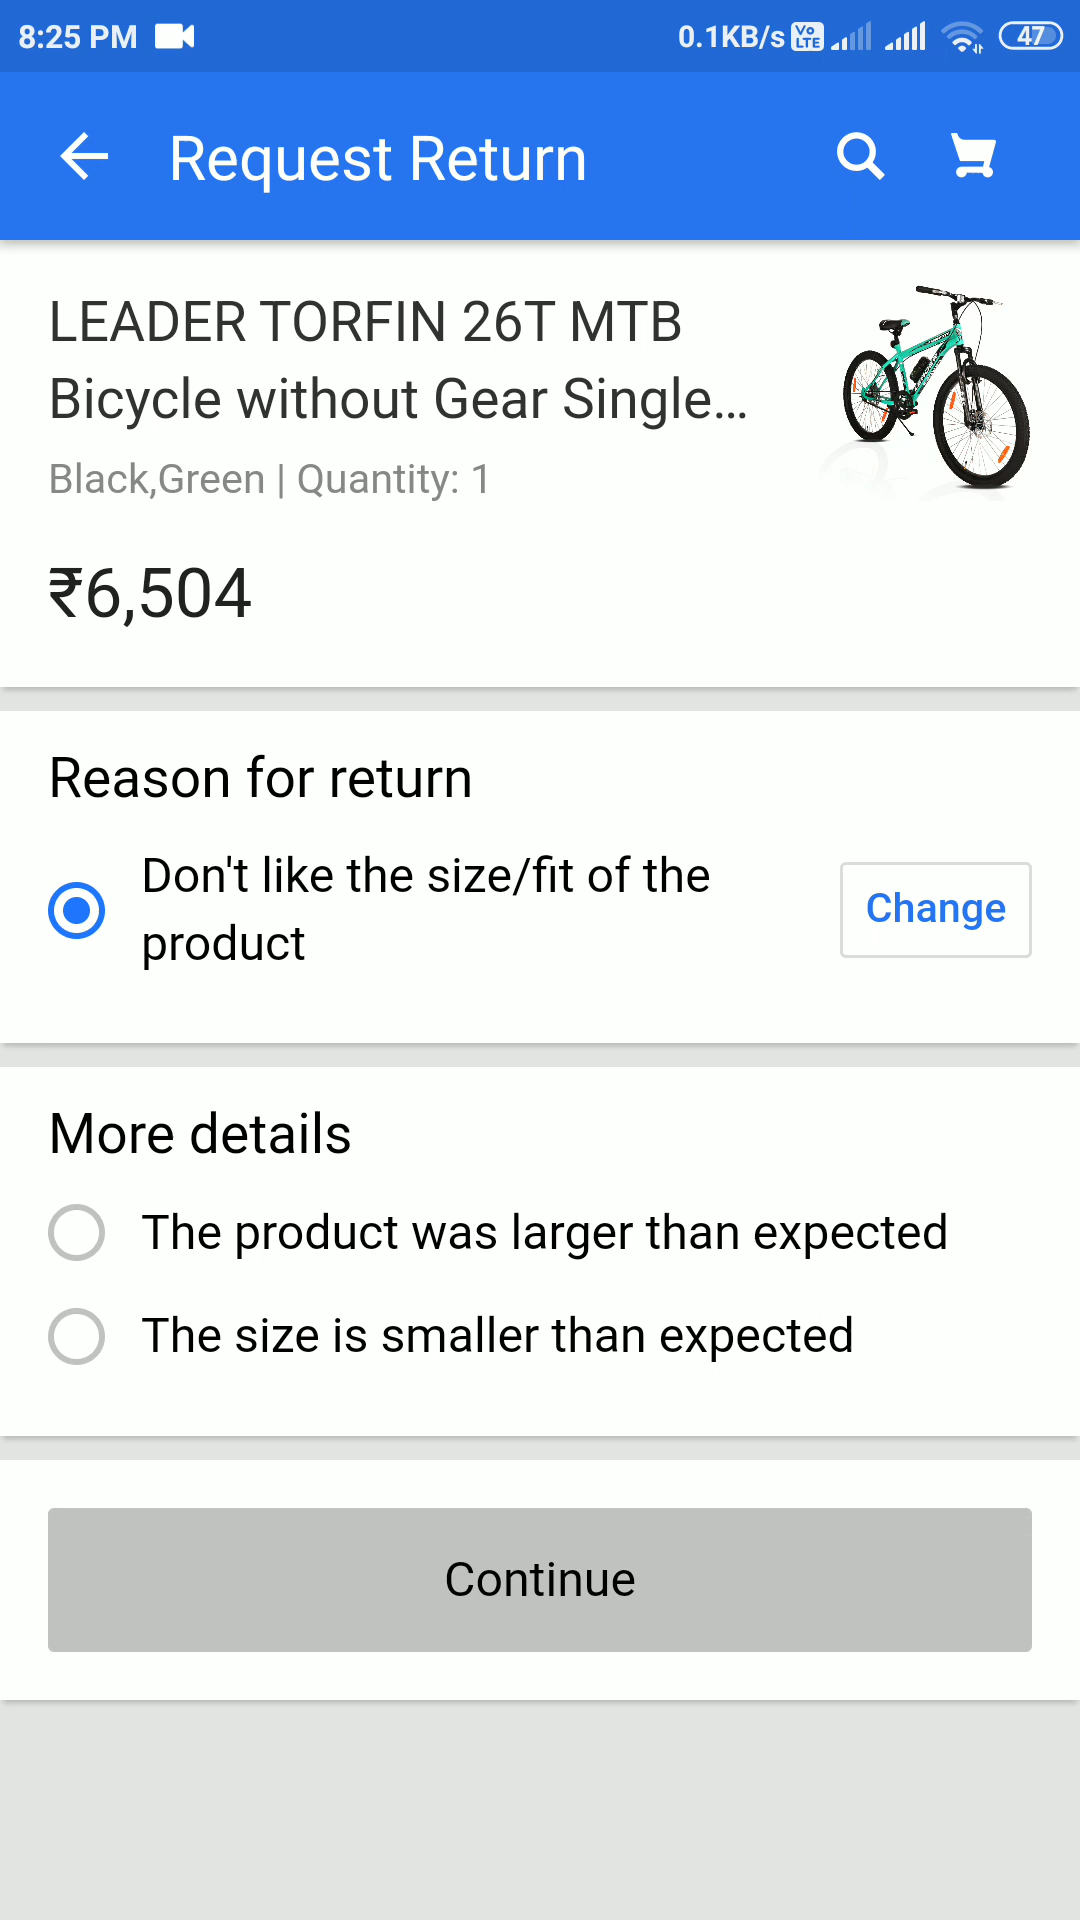 8:25 PM 0.1KB/s Vo LTE 47
Request Return
LEADER TORFIN 26T MTB
Bicycle without Gear Single...
Black,Green | Quantity: 1
₹6,504
Reason for return
Don't like the size/fit of the
product
Change
More details
The product was larger than expected
The size is smaller than expected
Continue